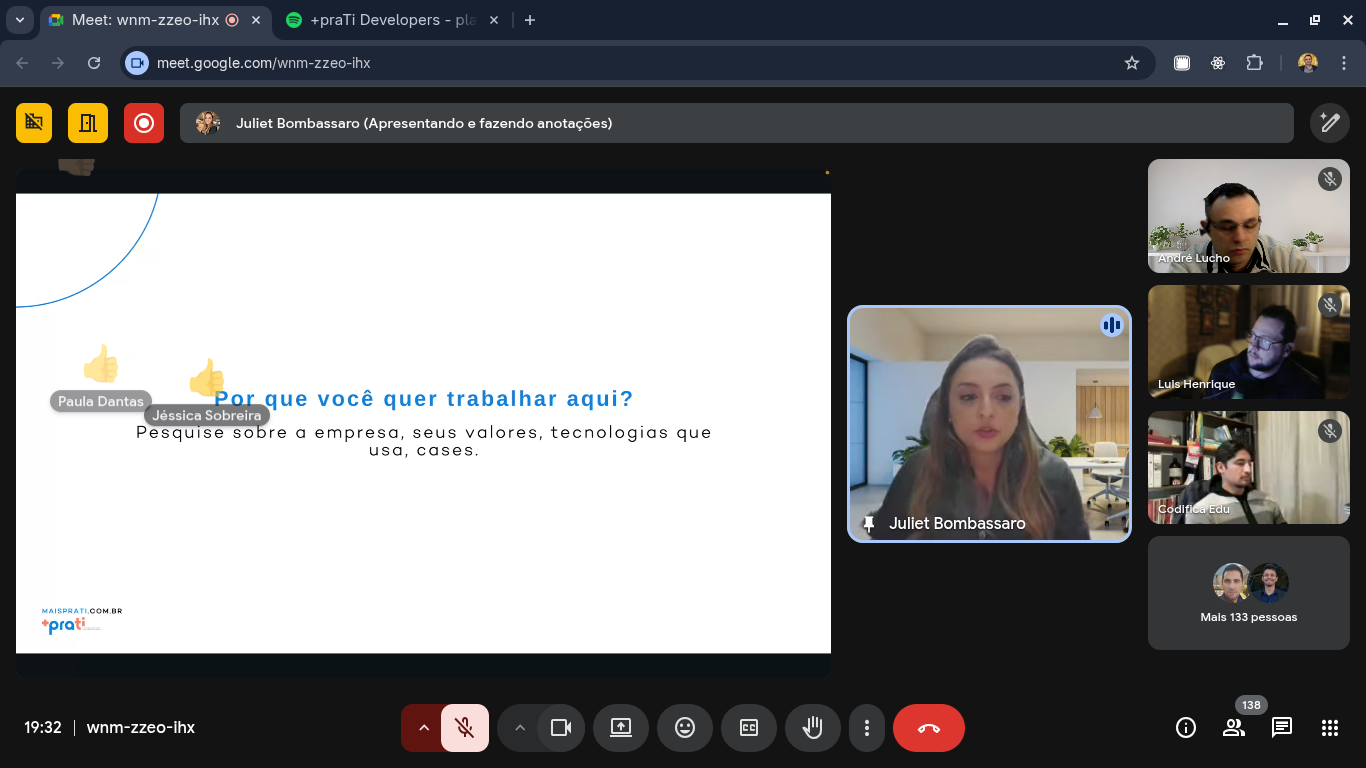 Meet: wnm-zzeo-ihx
+praTi Developers - pla
meet.google.com/wnm-zzeo-ihx
Juliet Bombassaro (Apresentando e fazendo anotações)
Paula Dantas
Jéssica Sobreira
Por que você quer trabalhar aqui?
Pesquise sobre a empresa, seus valores, tecnologias que
usa, cases.
MAISPRATI.COM.BR
+prati
Juliet Bombassaro
André Lucho
Luis Henrique
Codifica Edu
Mais 133 pessoas
19:32
wnm-zzeo-ihx
CC
138